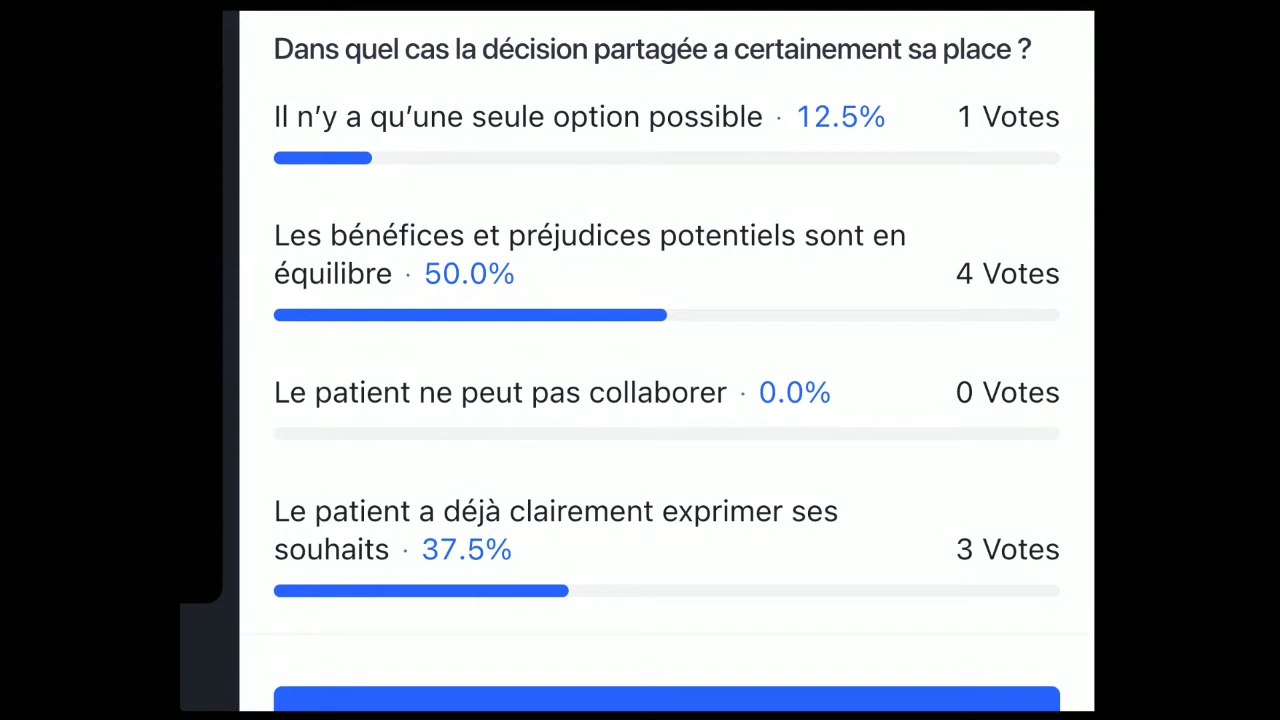 Dans quel cas la décision partagée a certainement sa place ?
Il n’y a qu’une seule option possible · 12.5% 1 Votes
Les bénéfices et préjudices potentiels sont en
équilibre · 50.0% 4 Votes
Le patient ne peut pas collaborer · 0.0% 0 Votes
Le patient a déjà clairement exprimer ses
souhaits · 37.5% 3 Votes